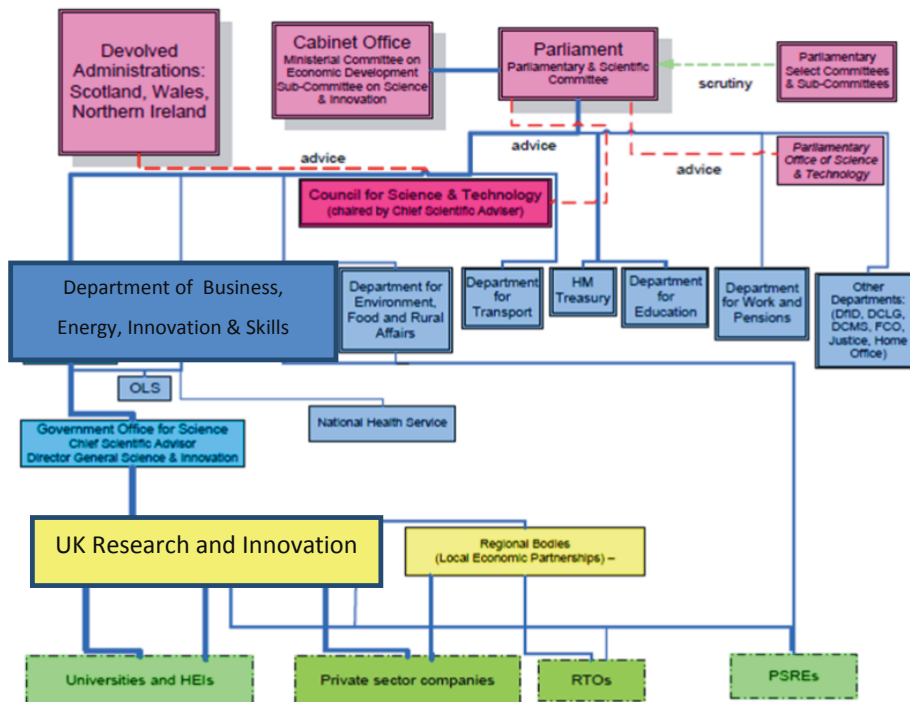 Devolved
Administrations:
Scotland, Wales,
Northern Ireland
Cabinet Office
Ministerial Committee on
Economic Development
Sub-Committee on Science
& Innovation
Parliament
Parliamentary & Scientific
Committee
scrutiny
Parliamentary
Select Committees
& Sub-Committees
advice
advice
advice
Parliamentary
Office of Science
& Technology
Council for Science & Technology
(chaired by Chief Scientific Adviser)
Department of Business,
Energy, Innovation & Skills
Department for
Environment,
Food and Rural
Affairs
Department
for
Transport
HM
Treasury
Department
for
Education
Department
for Work and
Pensions
Other
Departments:
(DfID, DCLG,
DCMS, FCO,
Justice, Home
Office)
OLS
National Health Service
Government Office for Science
Chief Scientific Advisor
Director General Science & Innovation
UK Research and Innovation
Regional Bodies
(Local Economic Partnerships) –
Universities and HEIs
Private sector companies
RTOs
PSREs